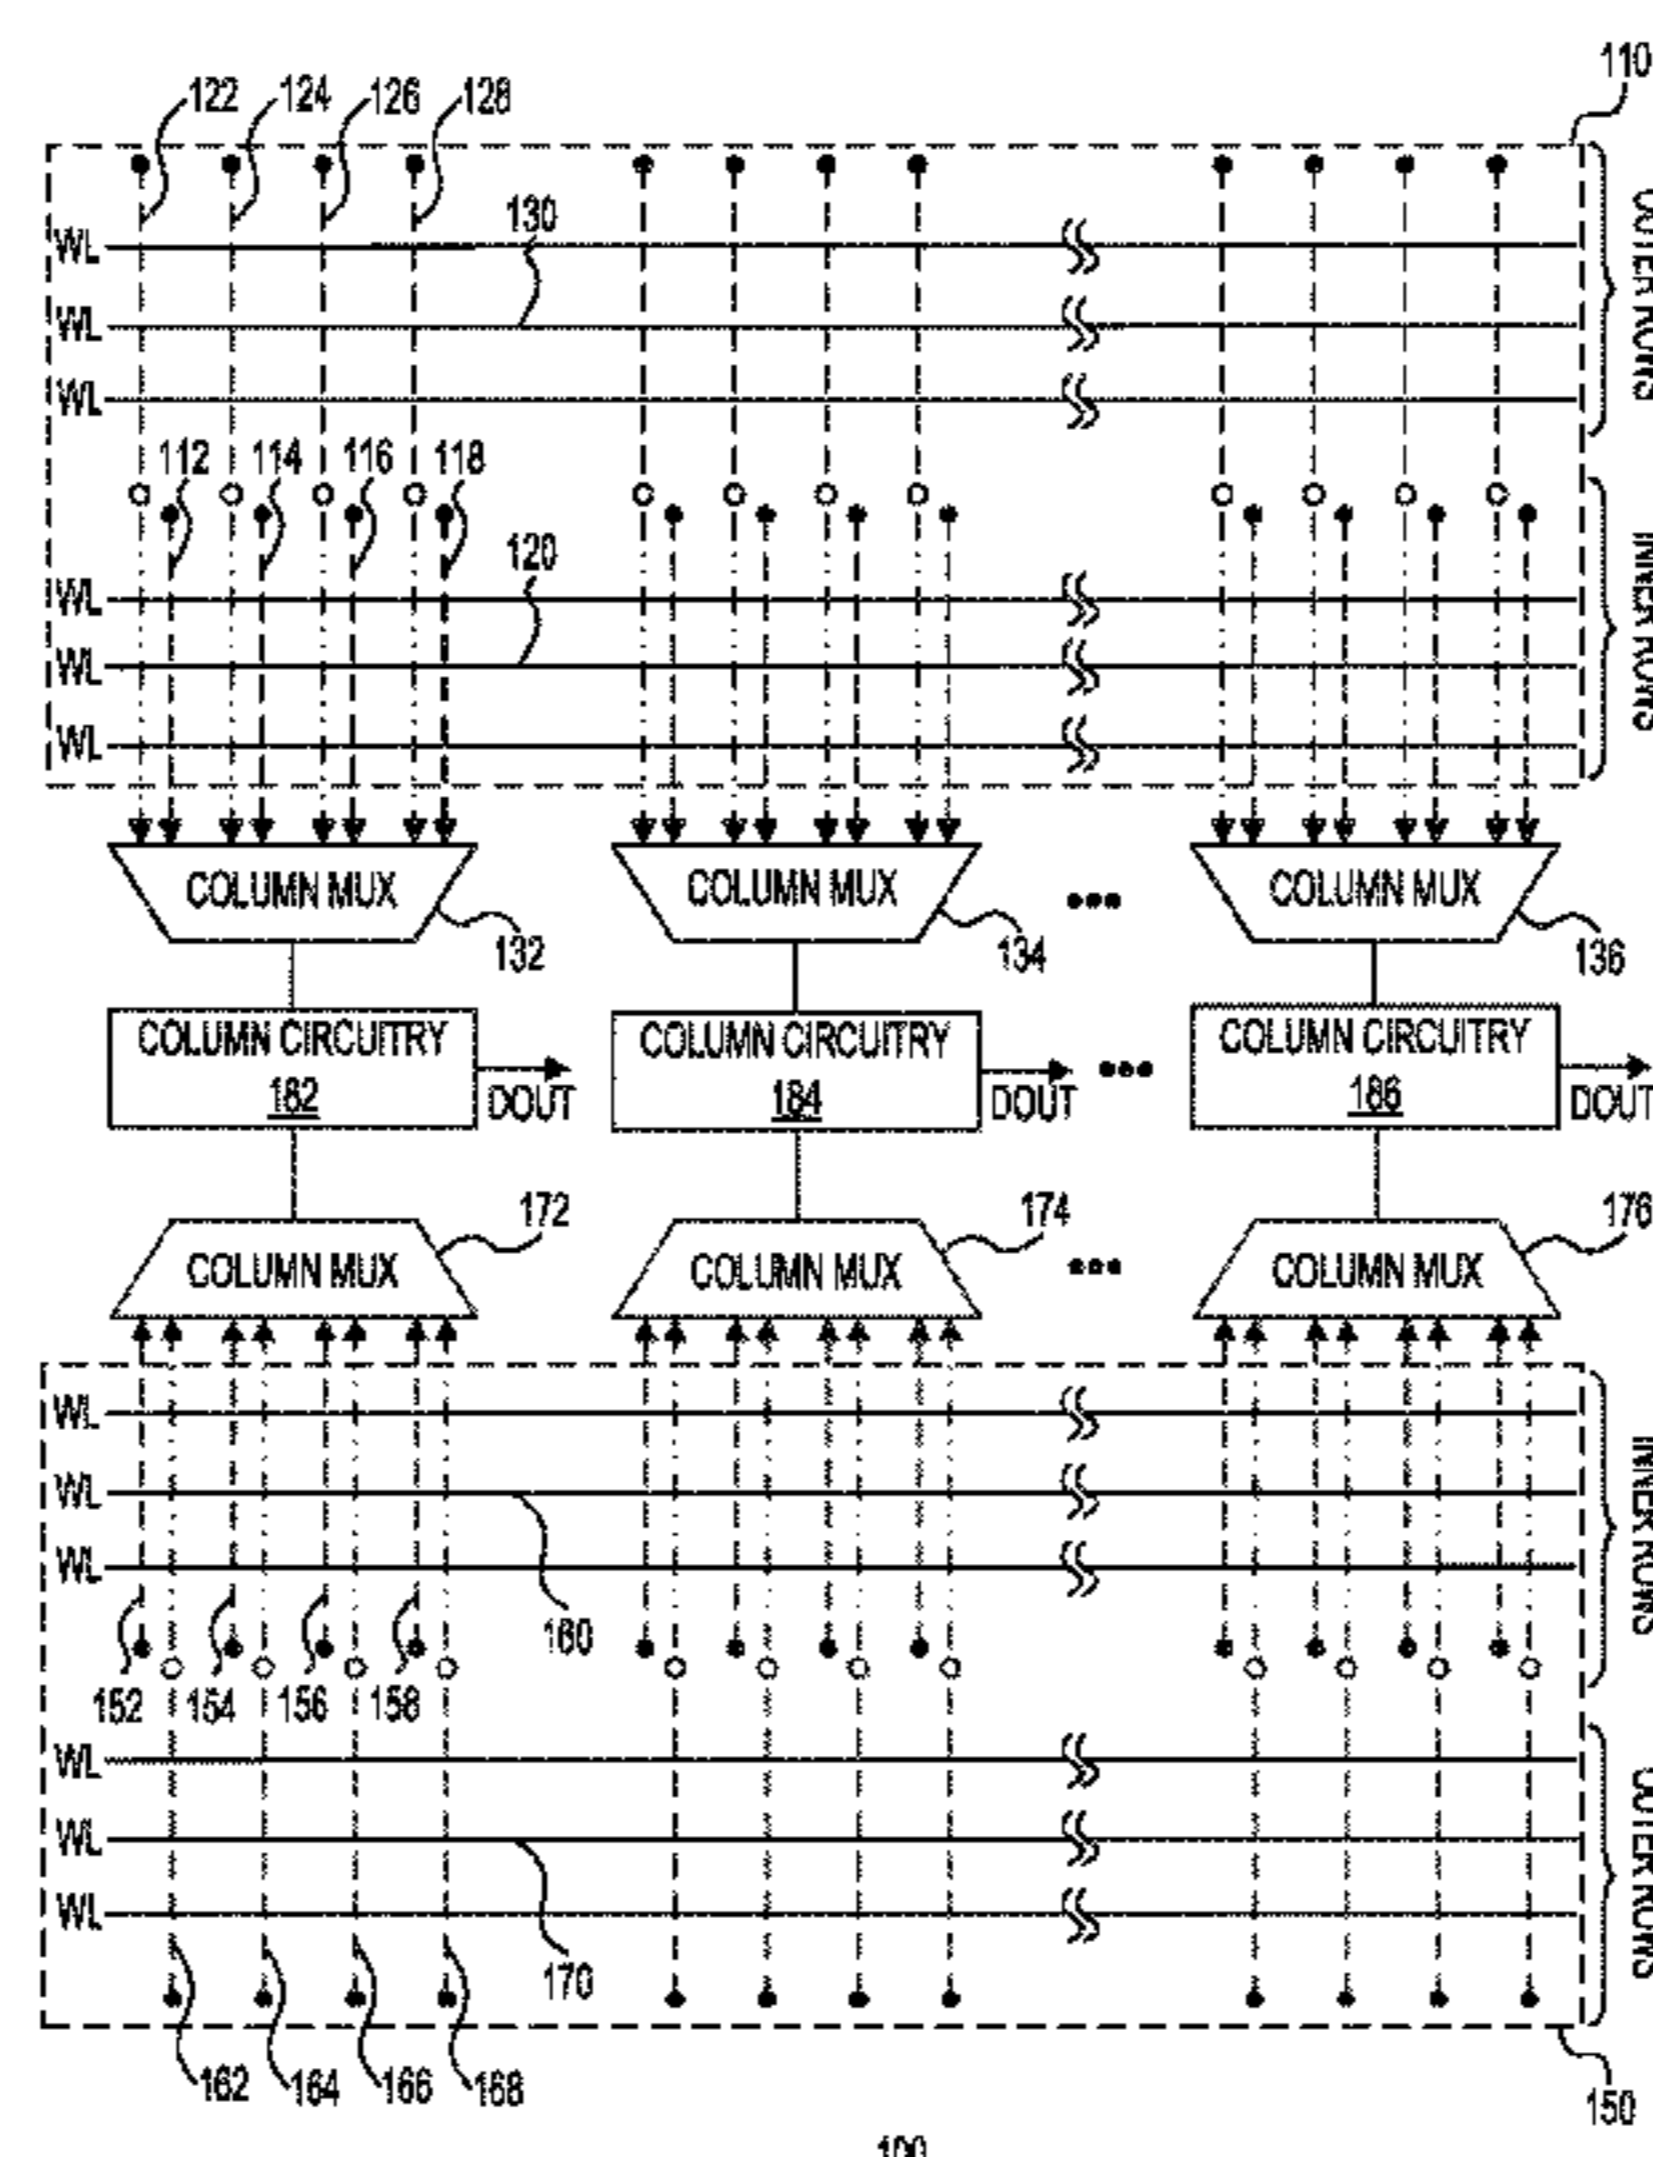 110
122 124 126 128
130
WL
WL
WL
OUTER ROWS
112 114 116 118
120
WL
WL
WL
INNER ROWS
COLUMN MUX COLUMN MUX COLUMN MUX
132 134 136
COLUMN CIRCUITRY COLUMN CIRCUITRY COLUMN CIRCUITRY
182 184 186
DOUT DOUT DOUT
172 174 176
COLUMN MUX COLUMN MUX COLUMN MUX
WL
WL
WL
INNER ROWS
160
152 154 156 158
WL
WL
WL
OUTER ROWS
170
162 164 166 168
150
100